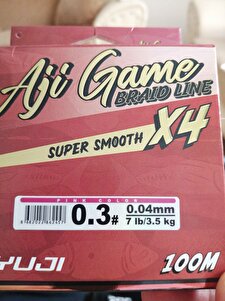 Aji Game
BRAID LINE
SUPER SMOOTH X4
PINK COLOR
0.3# 0.04mm
7 lb/3.5 kg
YUJI 100M